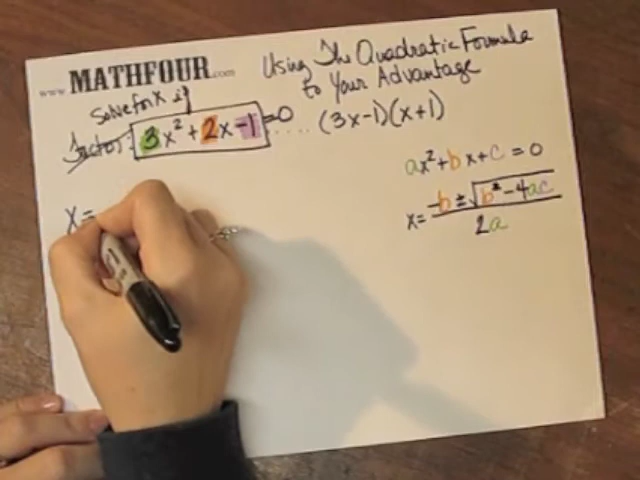 www.MATHFOUR.com
Using The Quadratic Formula
to Your Advantage
Solve for x if
Factor: 3x² + 2x -1 = 0 ..... (3x-1)(x+1)
ax² + bx + c = 0
x = -b ± √b² - 4ac
2a
x =